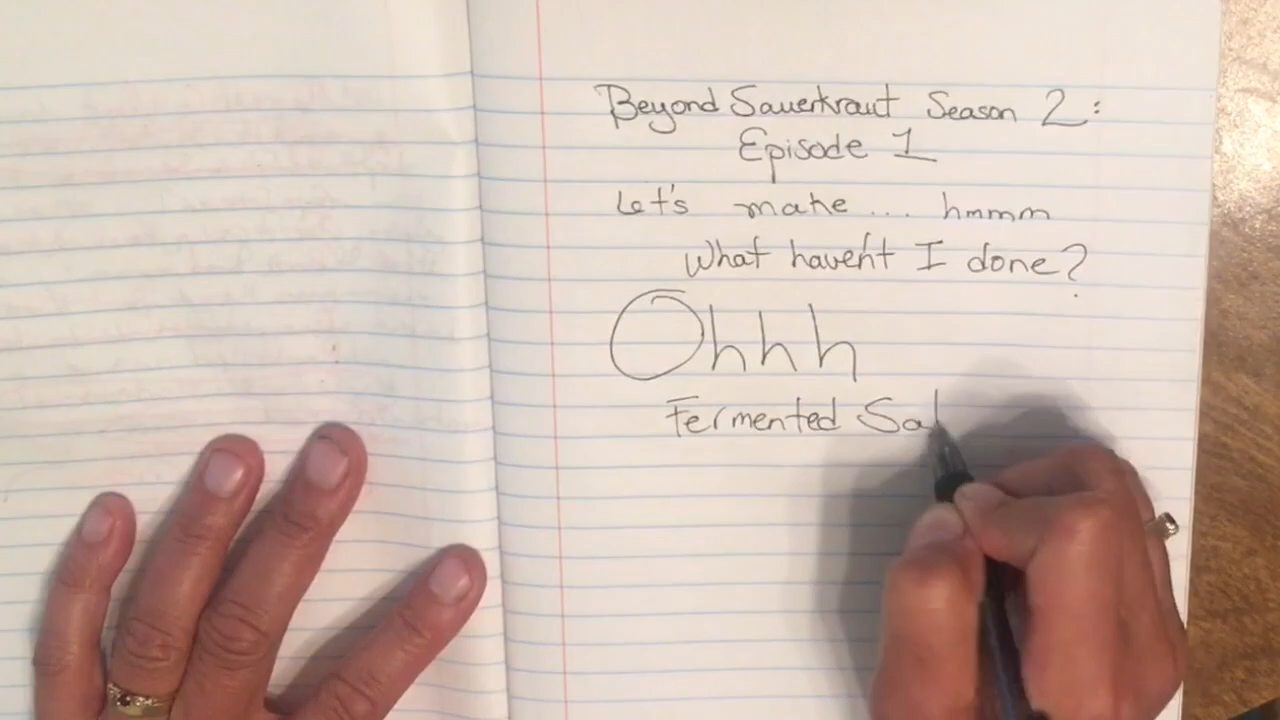 Beyond Sauerkraut Season 2:
Episode 1
Let's make .... hmmm
What haven't I done?
Ohhh
Fermented Sal